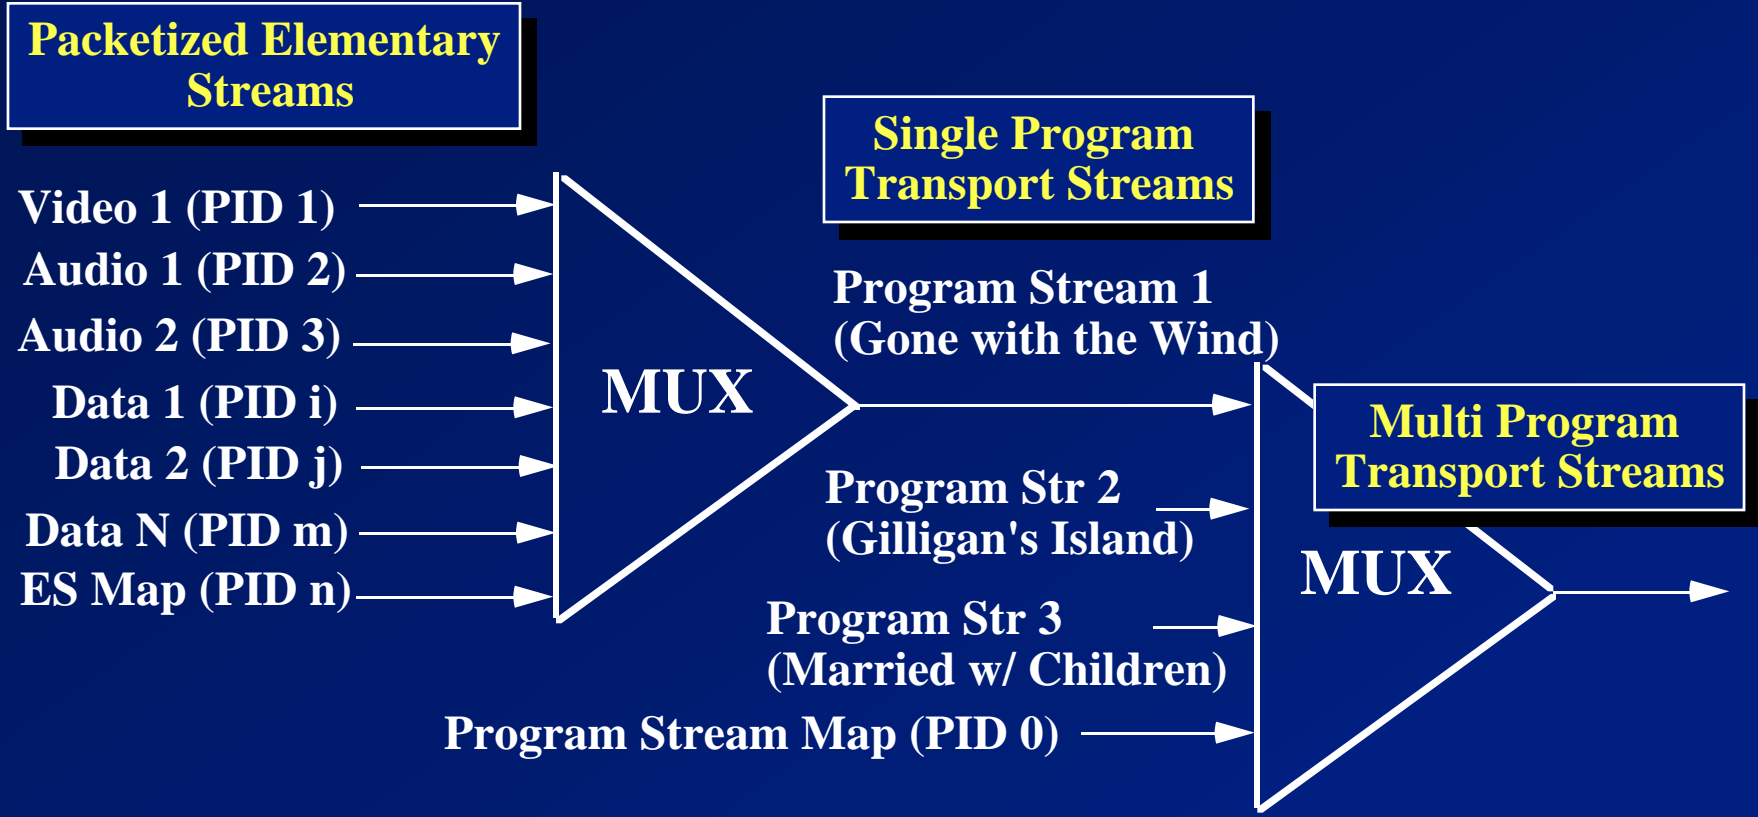 Packetized Elementary
Streams
Video 1 (PID 1)
Audio 1 (PID 2)
Audio 2 (PID 3)
Data 1 (PID i)
Data 2 (PID j)
Data N (PID m)
ES Map (PID n)
MUX
Single Program
Transport Streams
Program Stream 1
(Gone with the Wind)
Program Str 2
(Gilligan's Island)
Program Str 3
(Married w/ Children)
Program Stream Map (PID 0)
Multi Program
Transport Streams
MUX